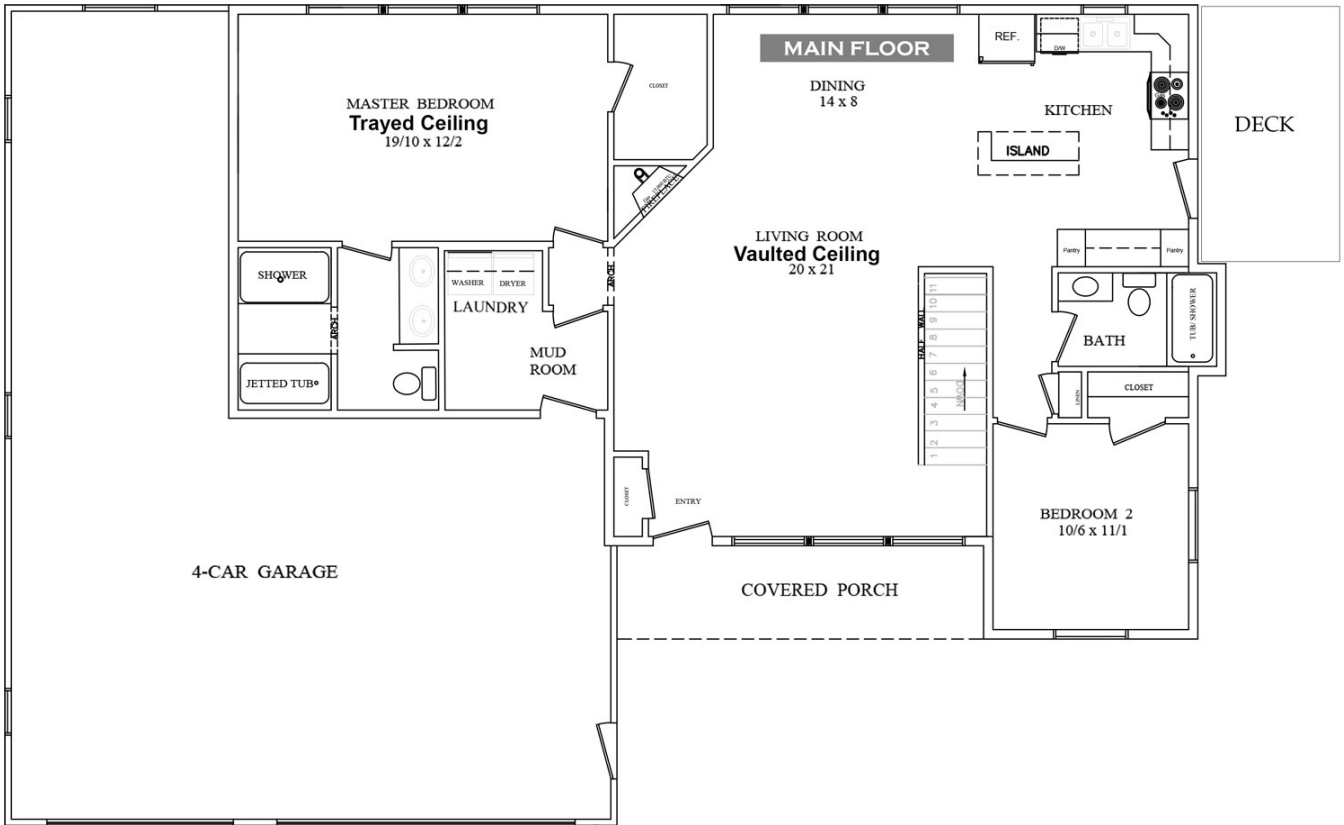 MAIN FLOOR
REF.
D/W
DINING
14 x 8
KITCHEN
DECK
MASTER BEDROOM
Trayed Ceiling
19/10 x 12/2
CLOSET
ISLAND
FIREPLACE
LIVING ROOM
Vaulted Ceiling
20 x 21
Pantry
Pantry
SHOWER
WASHER
DRYER
LAUNDRY
ARCH
ARCH
MUD
ROOM
JETTED TUB
HALF WALL
11
10
9
8
7
6
5
4
3
2
1
DOWN
BATH
TUB/ SHOWER
LINEN
CLOSET
CLOSET
ENTRY
BEDROOM 2
10/6 x 11/1
4-CAR GARAGE
COVERED PORCH